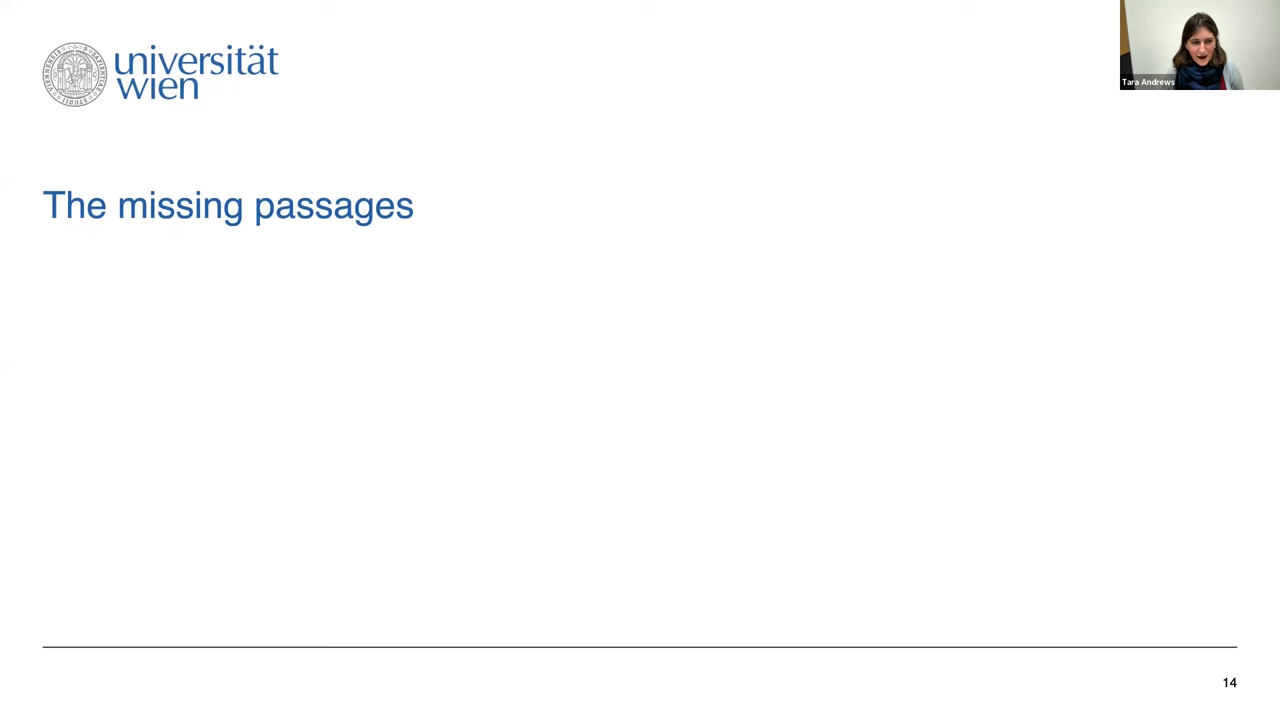 universität
wien
Tara Andrews
The missing passages
14